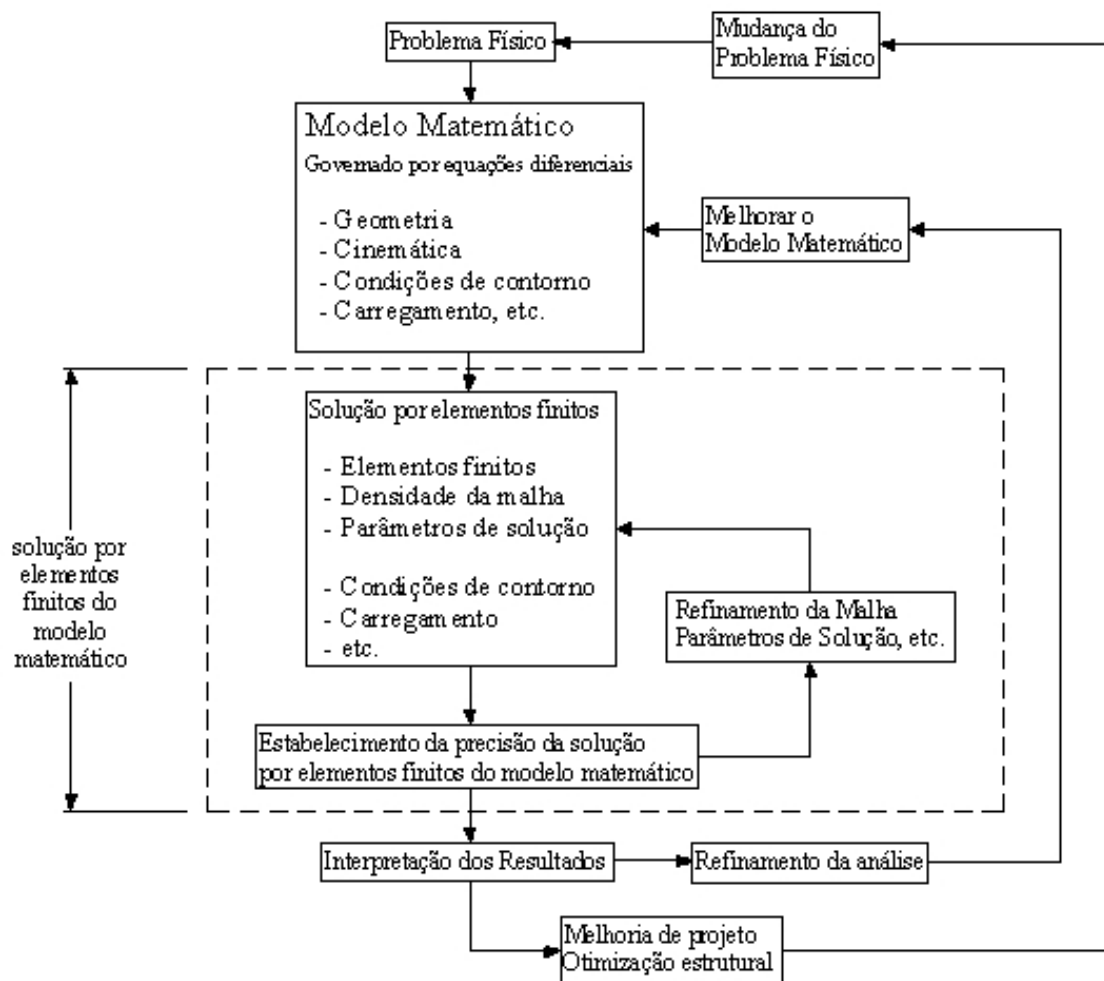 Problema Físico
Mudança do
Problema Físico
Modelo Matemático
Governado por equações diferenciais
- Geometria
- Cinemática
- Condições de contorno
- Carregamento, etc.
Melhorar o
Modelo Matemático
Solução por elementos finitos
- Elementos finitos
- Densidade da malha
- Parâmetros de solução
- Condições de contorno
- Carregamento
- etc.
solução por
elementos
finitos do
modelo
matemático
Refinamento da Malha
Parâmetros de Solução, etc.
Estabelecimento da precisão da solução
por elementos finitos do modelo matemático
Interpretação dos Resultados
Refinamento da análise
Melhoria de projeto
Otimização estrutural